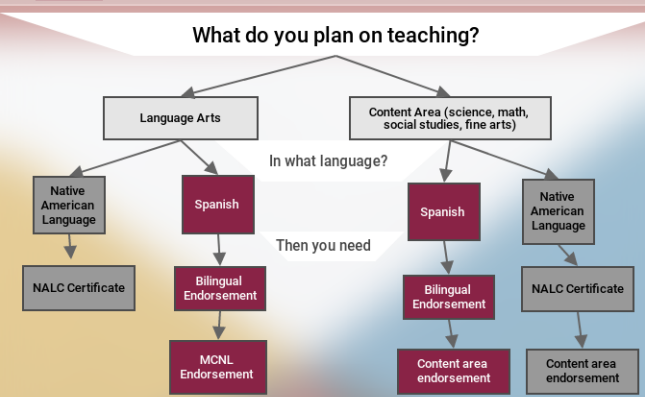 What do you plan on teaching?
Language Arts
Content Area (science, math,
social studies, fine arts)
In what language?
Native
American
Language
Spanish
Spanish
Native
American
Language
Then you need
NALC Certificate
Bilingual
Endorsement
Bilingual
Endorsement
NALC Certificate
MCNL
Endorsement
Content area
endorsement
Content area
endorsement